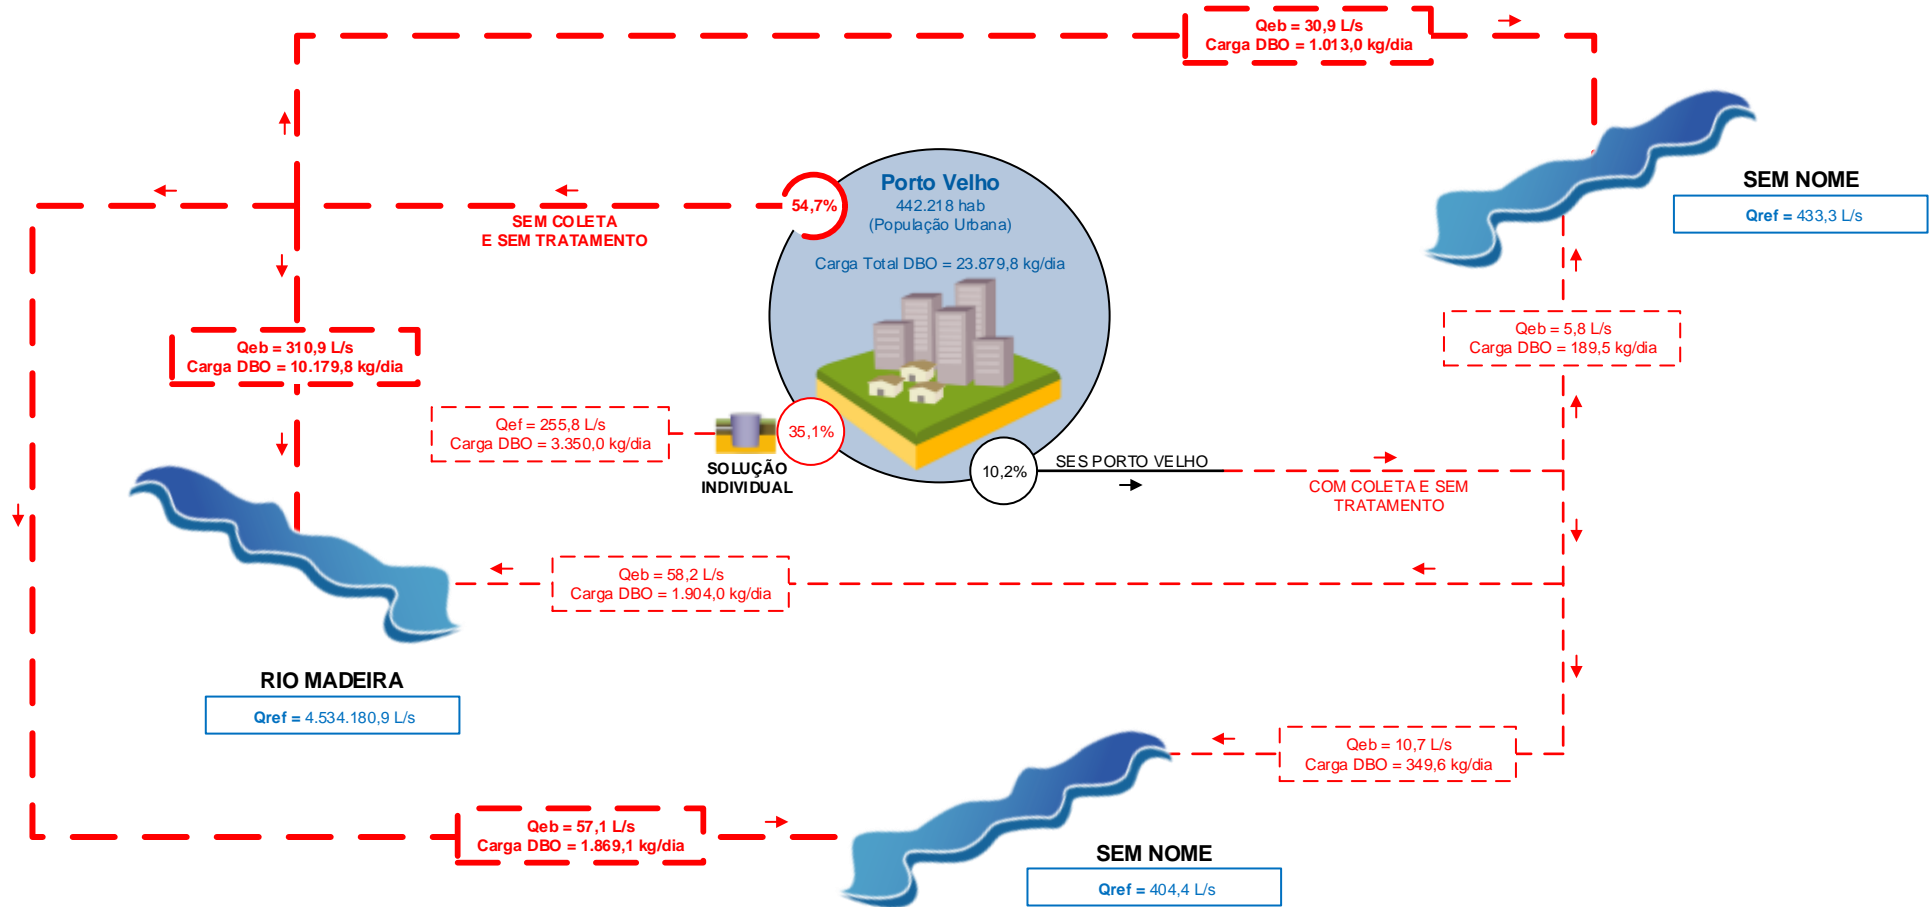 Qeb = 30,9 L/s
Carga DBO = 1.013,0 kg/dia
Porto Velho
442.218 hab
(População Urbana)
Carga Total DBO = 23.879,8 kg/dia
54,7%
SEM COLETA
E SEM TRATAMENTO
SEM NOME
Qref = 433,3 L/s
Qeb = 310,9 L/s
Carga DBO = 10.179,8 kg/dia
Qeb = 5,8 L/s
Carga DBO = 189,5 kg/dia
Qef = 255,8 L/s
Carga DBO = 3.350,0 kg/dia
35,1%
SOLUÇÃO
INDIVIDUAL
10,2%
SES PORTO VELHO
COM COLETA E SEM
TRATAMENTO
Qeb = 58,2 L/s
Carga DBO = 1.904,0 kg/dia
RIO MADEIRA
Qref = 4.534.180,9 L/s
Qeb = 10,7 L/s
Carga DBO = 349,6 kg/dia
Qeb = 57,1 L/s
Carga DBO = 1.869,1 kg/dia
SEM NOME
Qref = 404,4 L/s